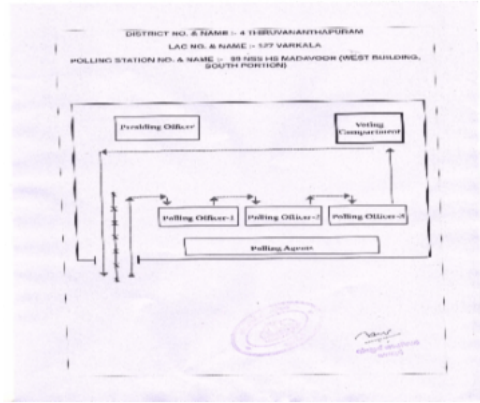 DISTRICT NO. & NAME :- 4 THIRUVANANTHAPURAM
LAC NO. & NAME :- 127 VARKALA
POLLING STATION NO. & NAME :- 99 NSS HS MADAVOOR (WEST BUILDING,
SOUTH PORTION)
Presiding Officer
Voting
Compartment
Polling Officer-1
Polling Officer-2
Polling Officer-3
Polling Agents